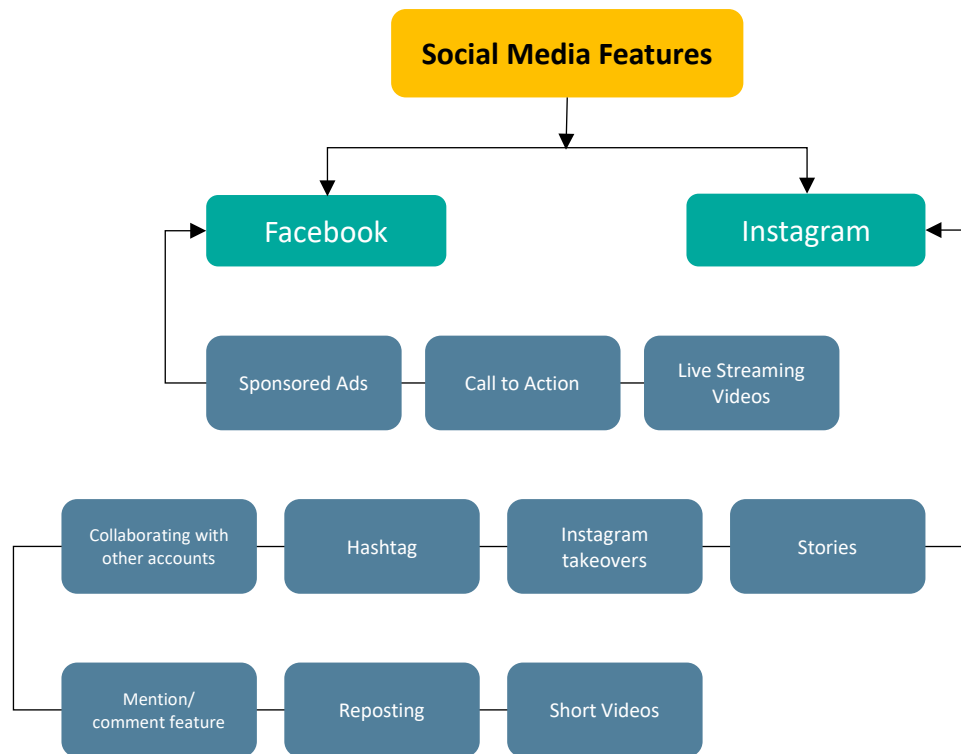 Social Media Features
Facebook
Instagram
Sponsored Ads
Call to Action
Live Streaming
Videos
Collaborating with
other accounts
Hashtag
Instagram
takeovers
Stories
Mention/
comment feature
Reposting
Short Videos